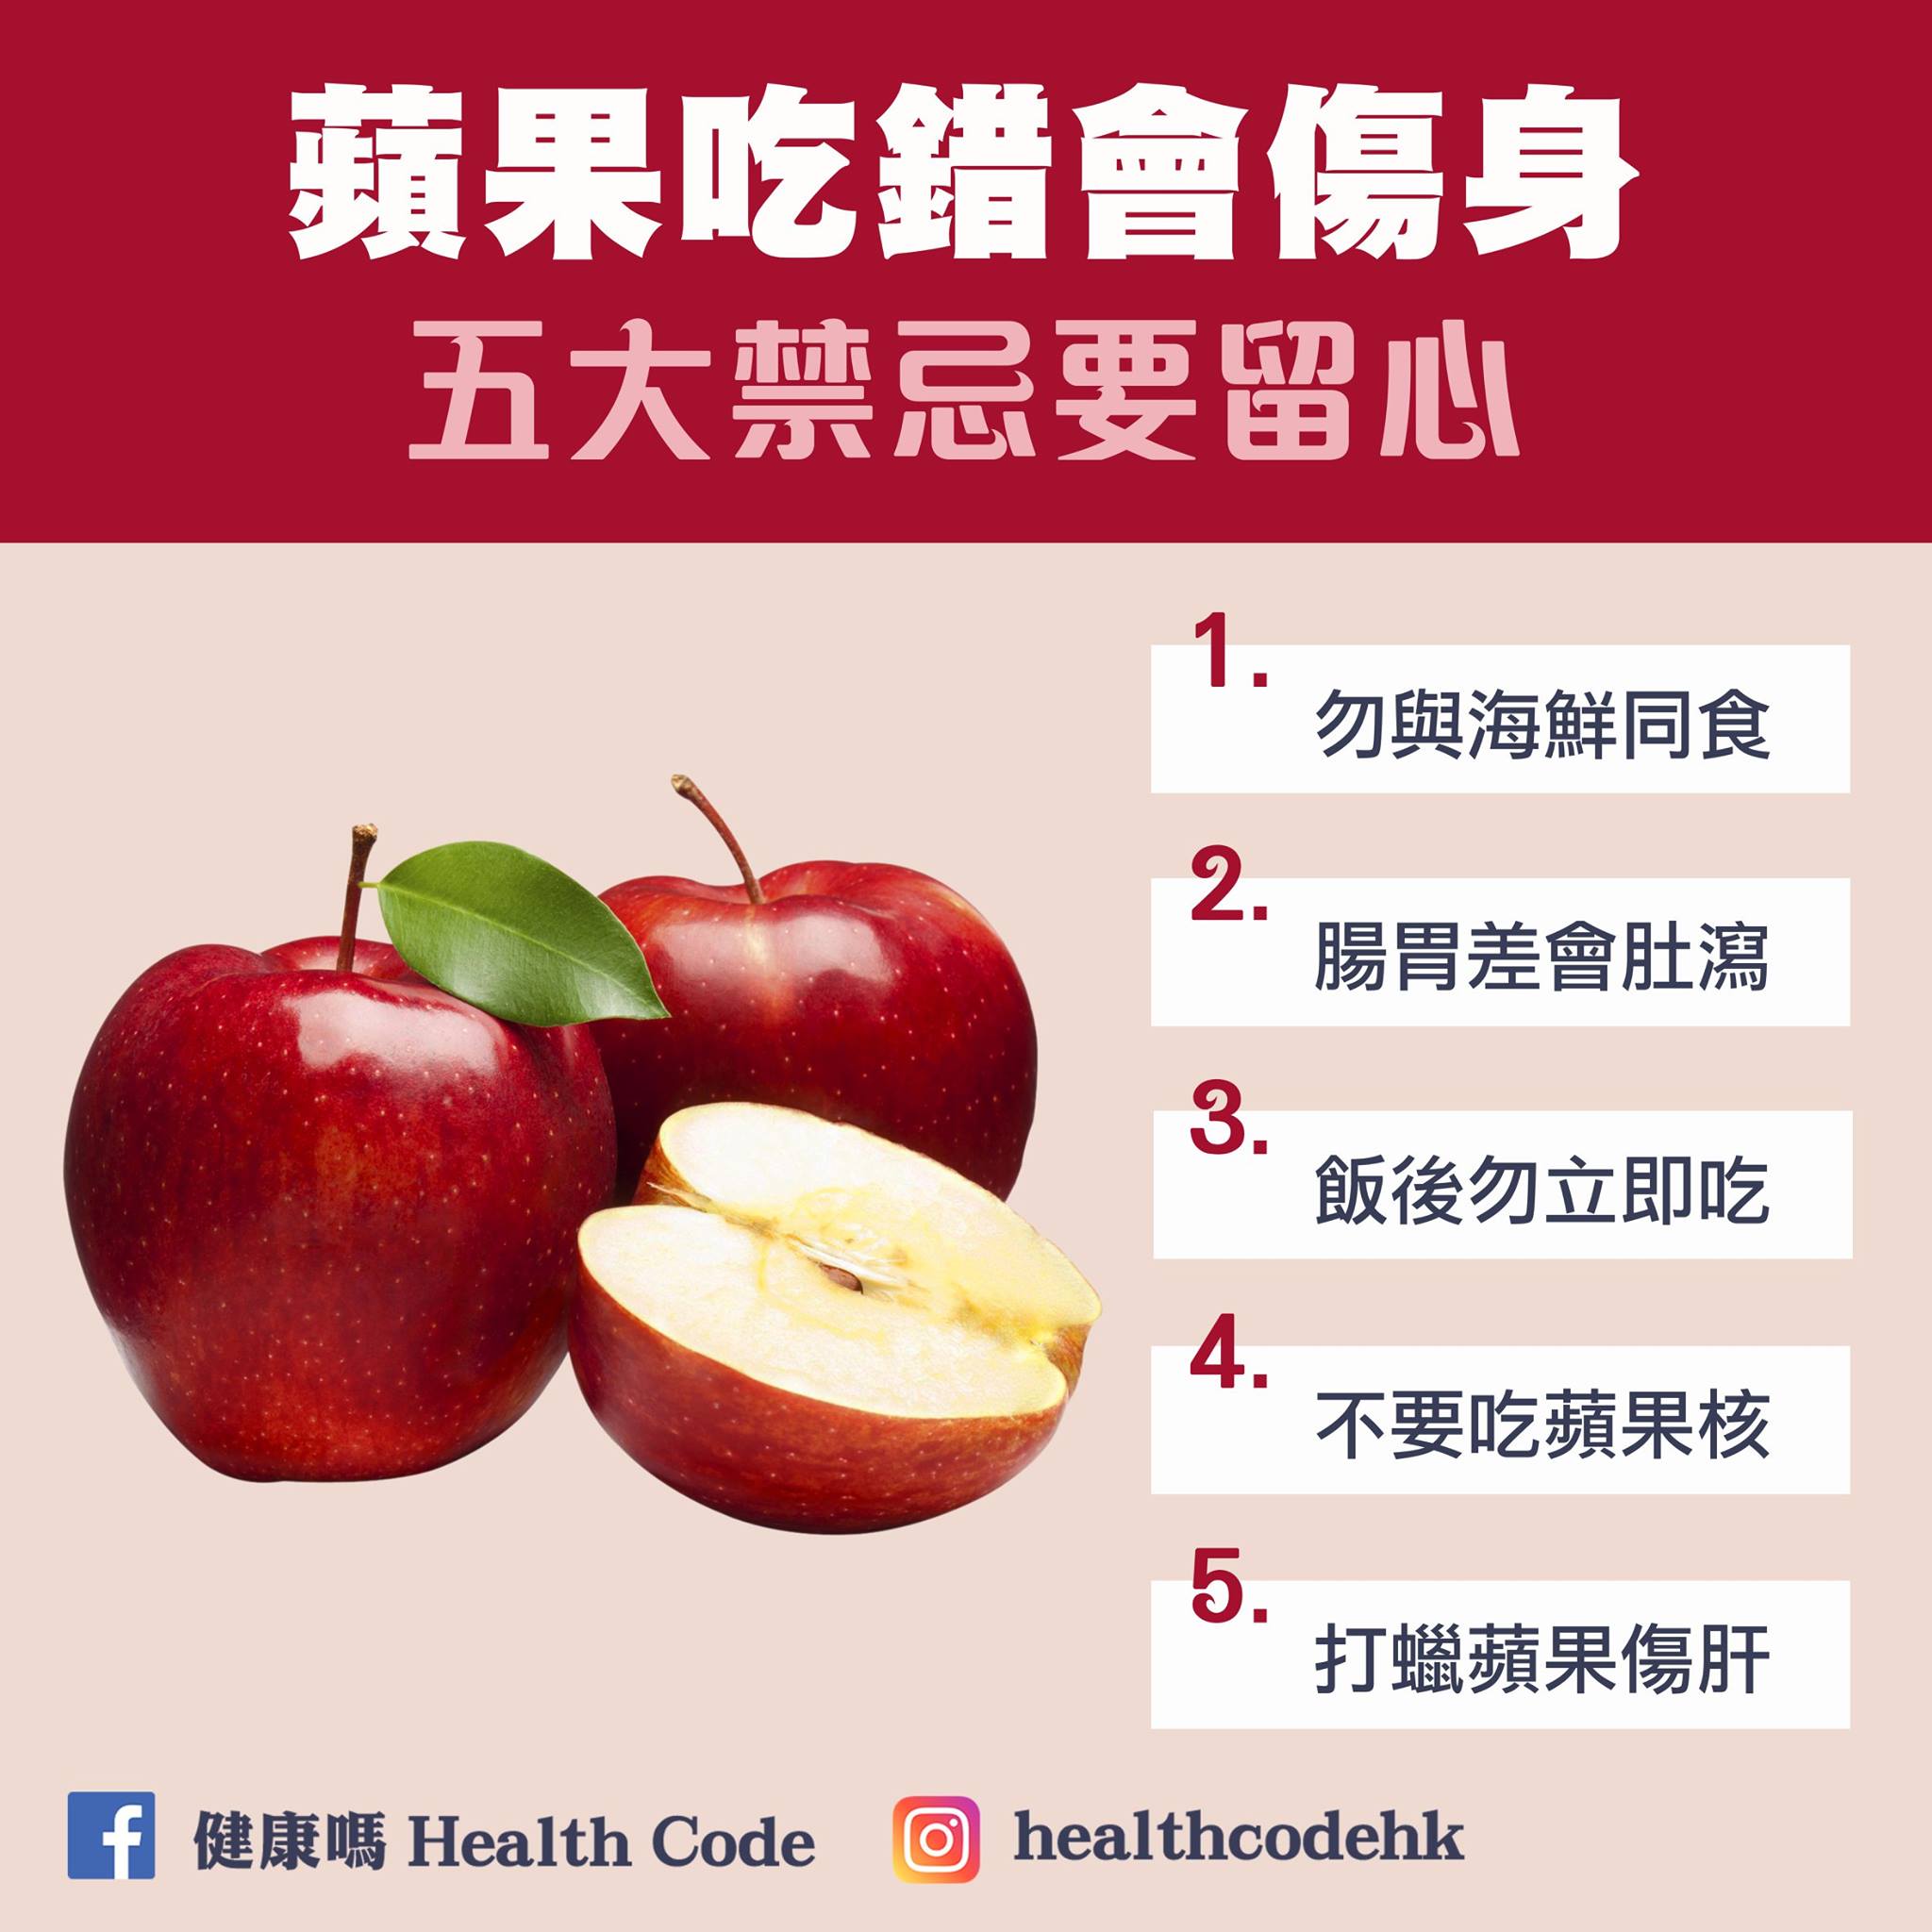 蘋果吃錯會傷身
五大禁忌要留心
1.
勿與海鮮同食
2.
腸胃差會肚瀉
3.
飯後勿立即吃
4.
不要吃蘋果核
5.
打蠟蘋果傷肝
健康嗎 Health Code
healthcodehk